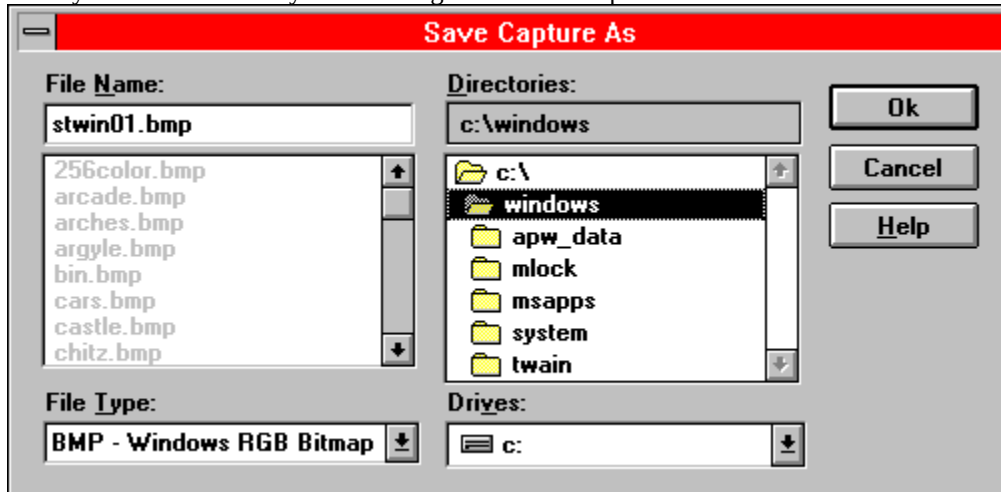 Save Capture As
File Name:
stwin01.bmp
256color.bmp
arcade.bmp
arches.bmp
argyle.bmp
bin.bmp
cars.bmp
castle.bmp
chitz.bmp
File Type:
BMP - Windows RGB Bitmap
Directories:
c:\windows
c:\
windows
apw_data
mlock
msapps
system
twain
Drives:
c:
Ok
Cancel
Help